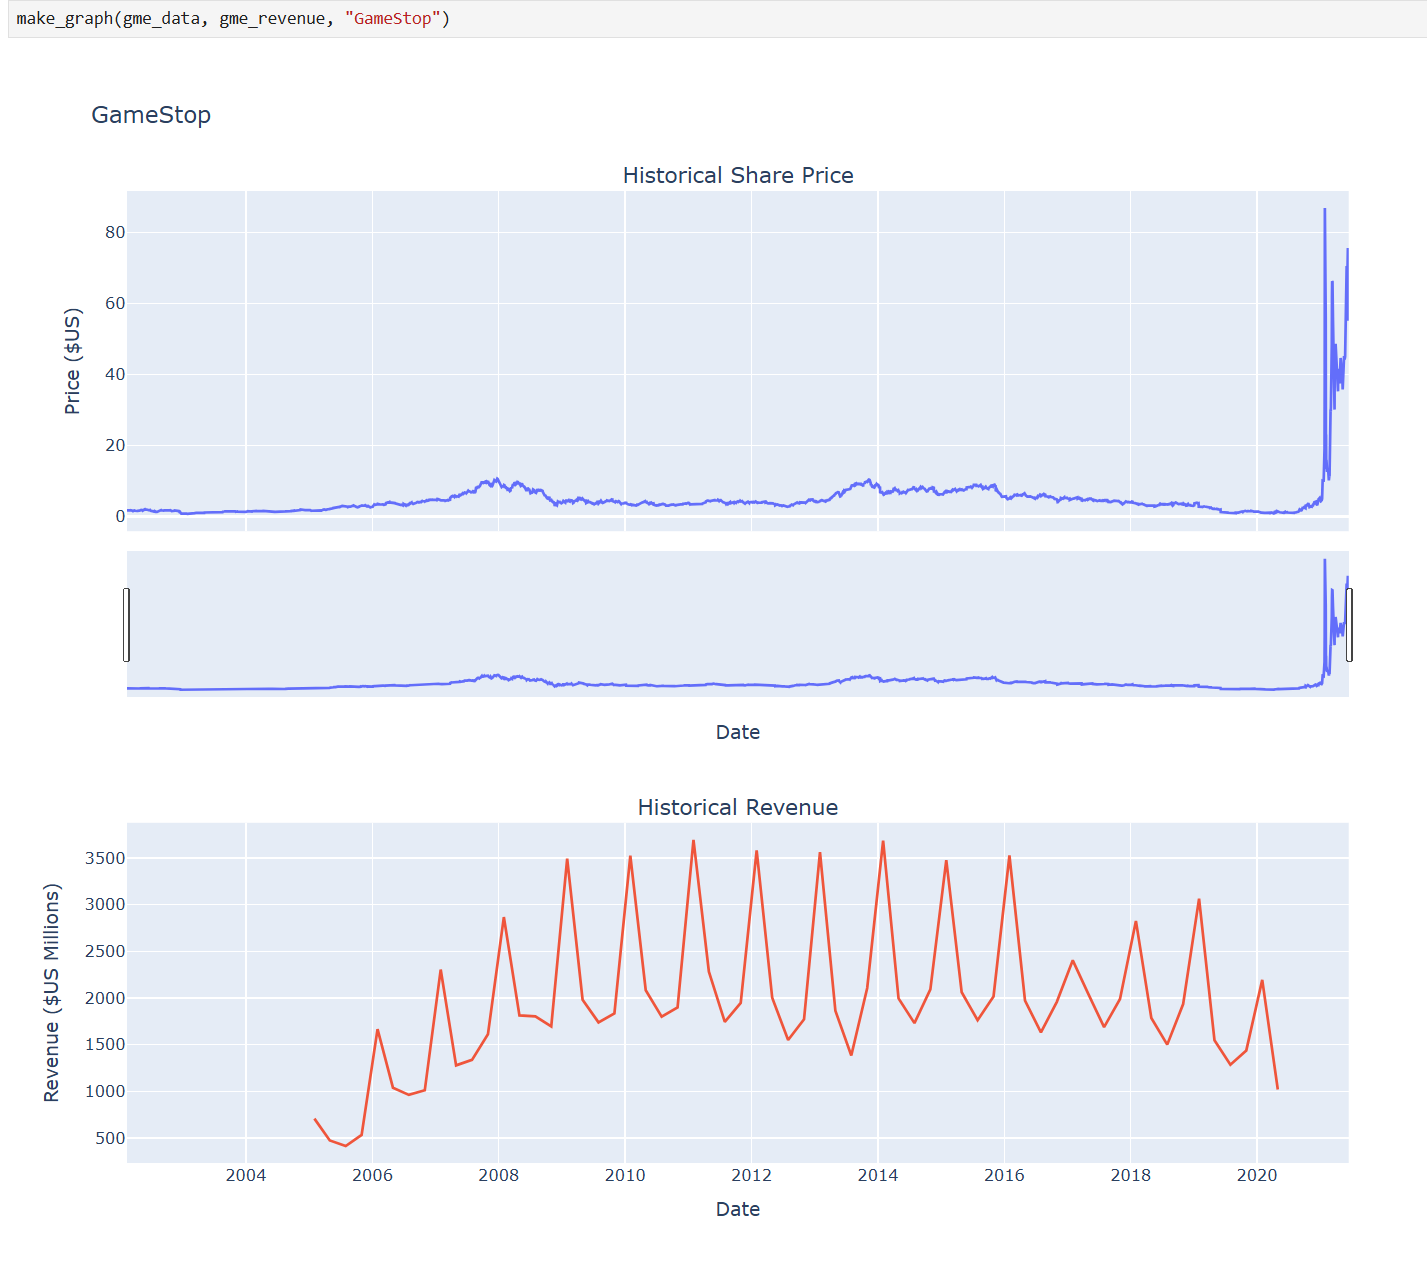 make_graph(gme_data, gme_revenue, "GameStop")
GameStop
Historical Share Price
Price ($US)
80
60
40
20
0
Date
Historical Revenue
Revenue ($US Millions)
3500
3000
2500
2000
1500
1000
500
2004 2006 2008 2010 2012 2014 2016 2018 2020
Date